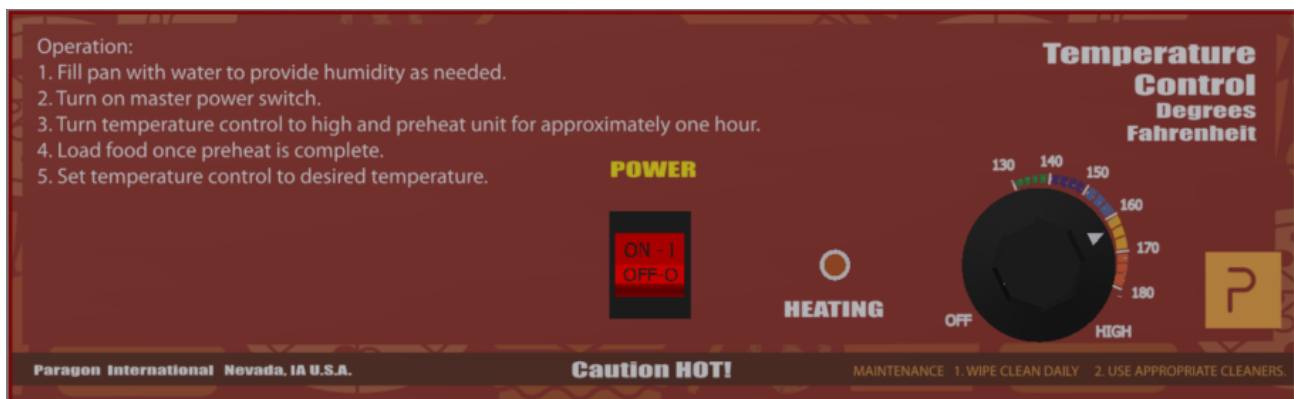 Operation:
1. Fill pan with water to provide humidity as needed.
2. Turn on master power switch.
3. Turn temperature control to high and preheat unit for approximately one hour.
4. Load food once preheat is complete.
5. Set temperature control to desired temperature.
POWER
ON - I
OFF-O
HEATING
Temperature
Control
Degrees
Fahrenheit
130 140 150 160 170 180
OFF
HIGH
P
Paragon International Nevada, IA U.S.A.
Caution HOT!
MAINTENANCE 1. WIPE CLEAN DAILY 2. USE APPROPRIATE CLEANERS.